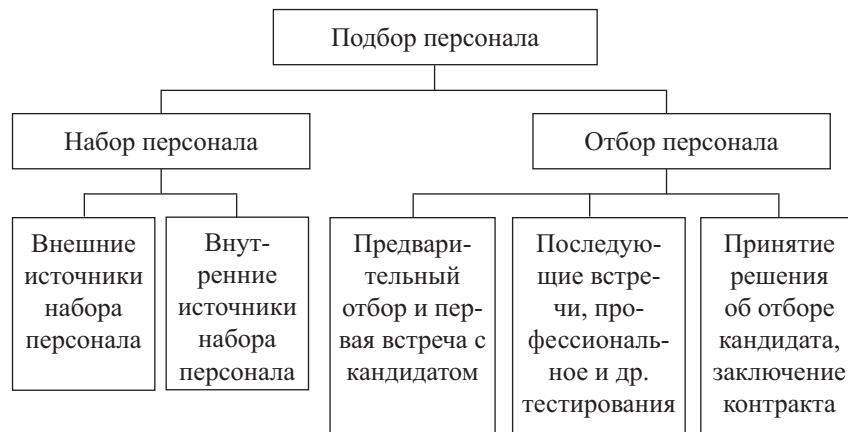 Подбор персонала
Набор персонала
Отбор персонала
Внешние
источники
набора
персонала
Внут-
ренние
источники
набора
персонала
Предвари-
тельный
отбор и пер-
вая встреча с
кандидатом
Последую-
щие встре-
чи, про-
фессиональ-
ное и др.
тестирования
Принятие
решения
об отборе
кандидата,
заключение
контракта